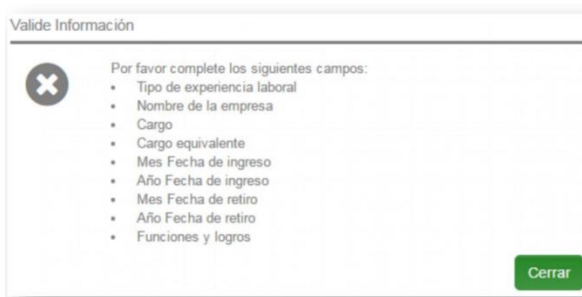 Valide Información
Por favor complete los siguientes campos:
• Tipo de experiencia laboral
• Nombre de la empresa
• Cargo
• Cargo equivalente
• Mes Fecha de ingreso
• Año Fecha de ingreso
• Mes Fecha de retiro
• Año Fecha de retiro
• Funciones y logros
Cerrar